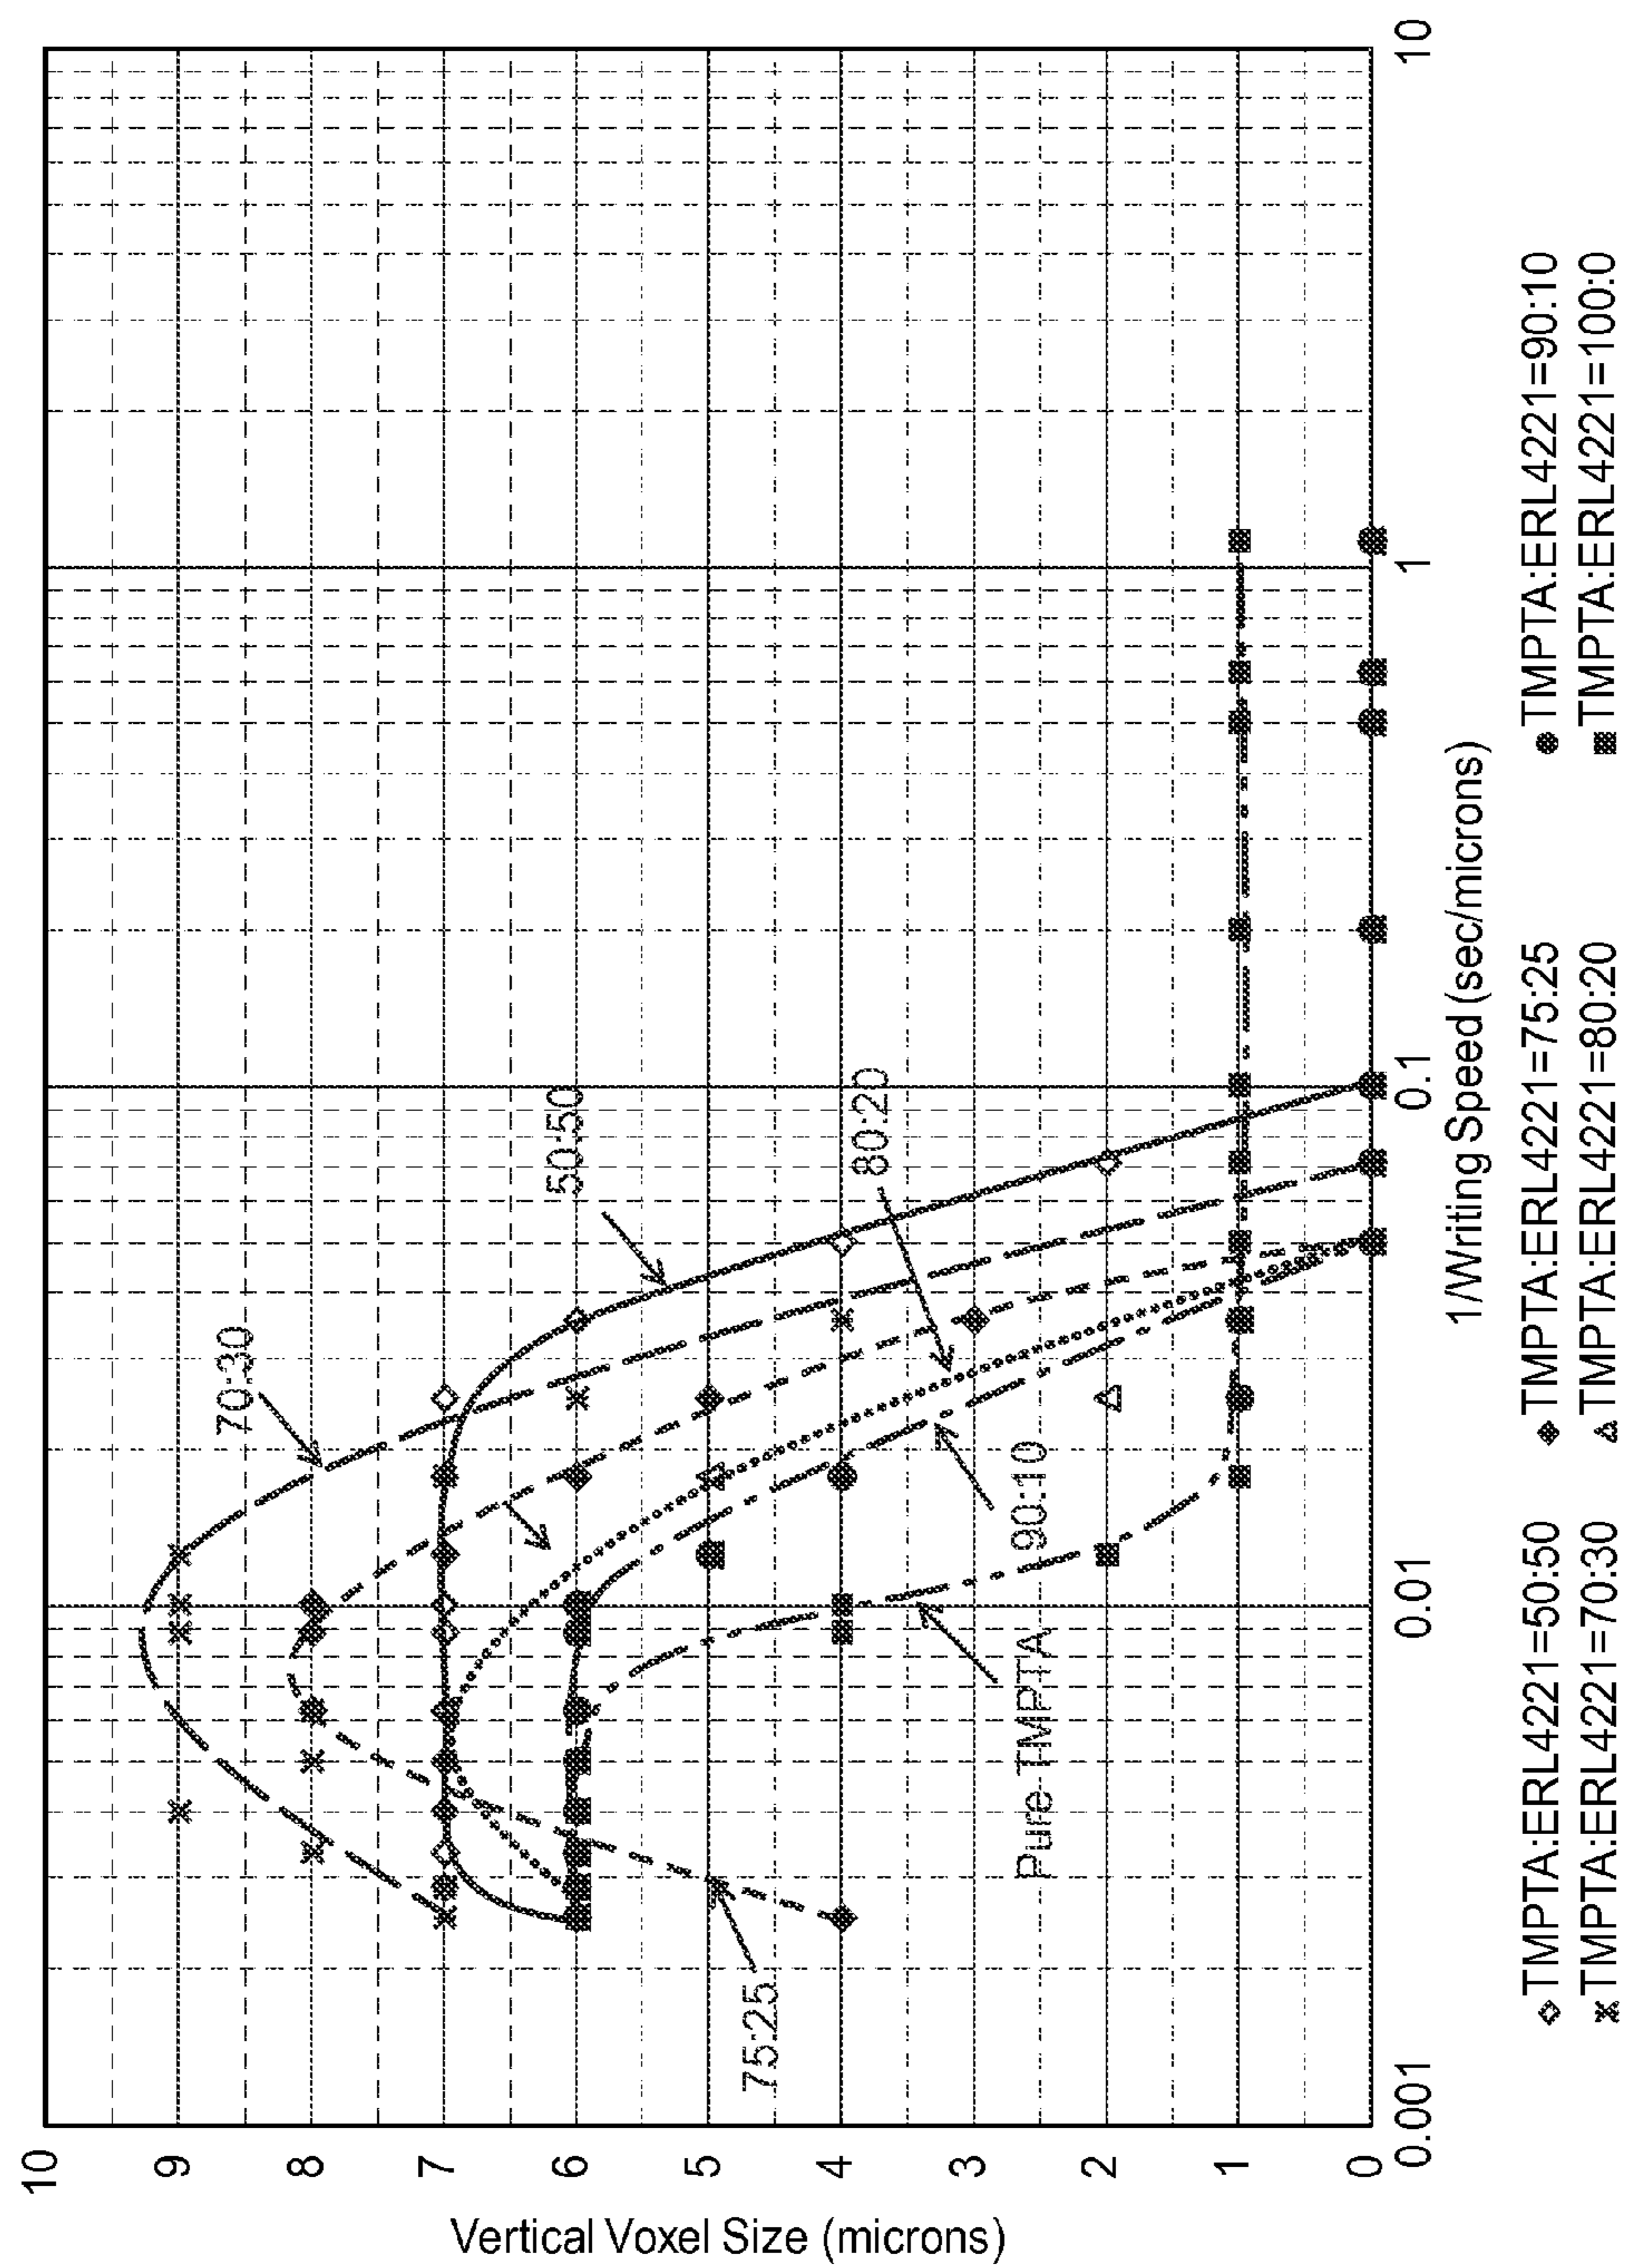 Vertical Voxel Size (microns)
10
9
8
7
6
5
4
3
2
1
0
0.001
0.01
0.1
1
10
1/Writing Speed (sec/microns)
70:30
50:50
80:20
90:10
Pure TMPTA
75:25
TMPTA:ERL4221=50:50
TMPTA:ERL4221=75:25
TMPTA:ERL4221=90:10
TMPTA:ERL4221=70:30
TMPTA:ERL4221=80:20
TMPTA:ERL4221=100:0